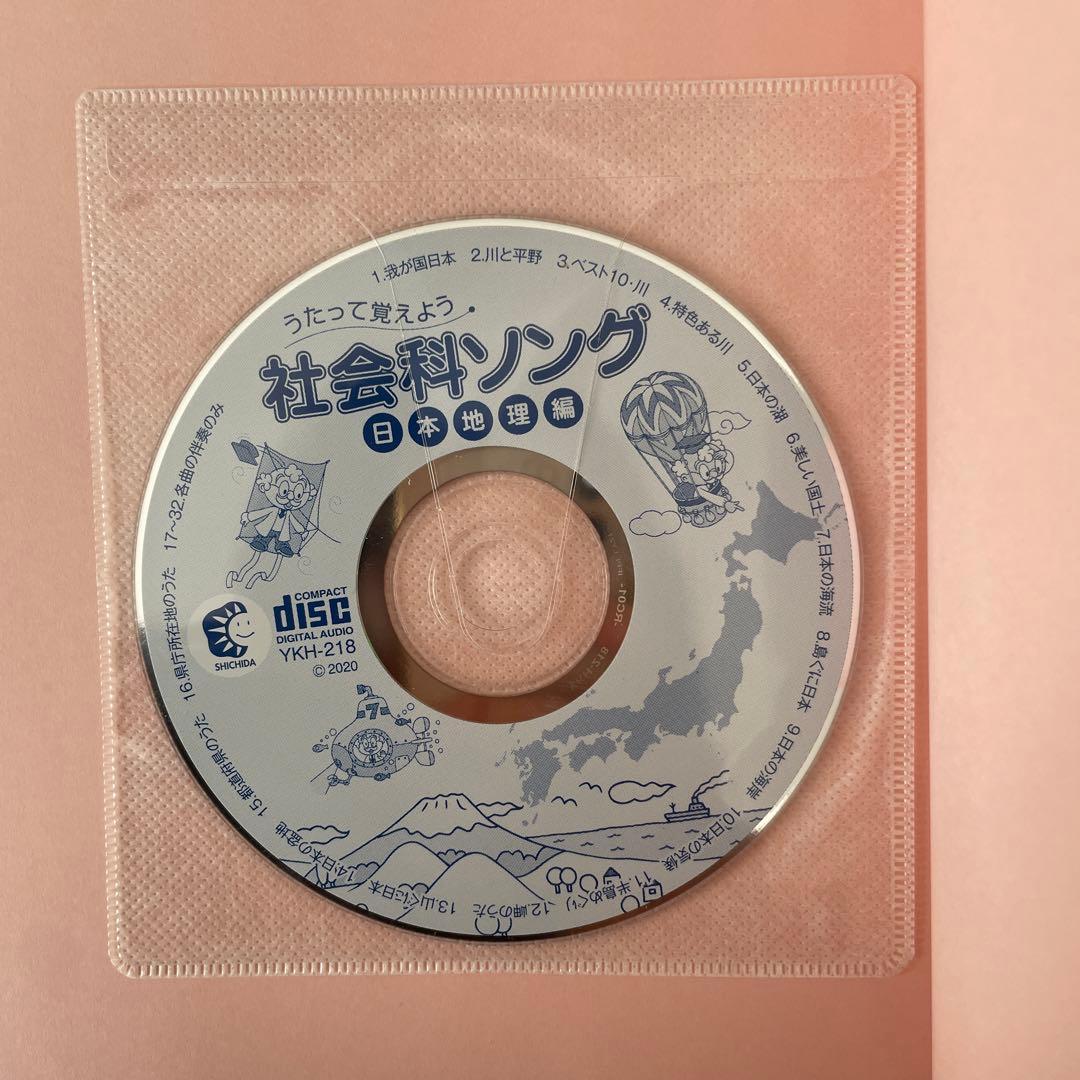 うたって覚えよう
社会科ソング
日本地理編
1.我が国日本
2.川と平野
3.ベスト10・川
4.特色ある川
5.日本の湖
6.美しい国土
7.日本の海流
8.島ぐに日本
9.日本の海岸
10.日本の気候
11.半島めぐり
12.岬のうた
13.山ぐに日本
14.日本の盆地
15.都道府県のうた
16.県庁所在地のうた
17〜32.各曲の伴奏のみ
SHICHIDA
COMPACT
disc
DIGITAL AUDIO
YKH-218
©2020
7
YKH-218